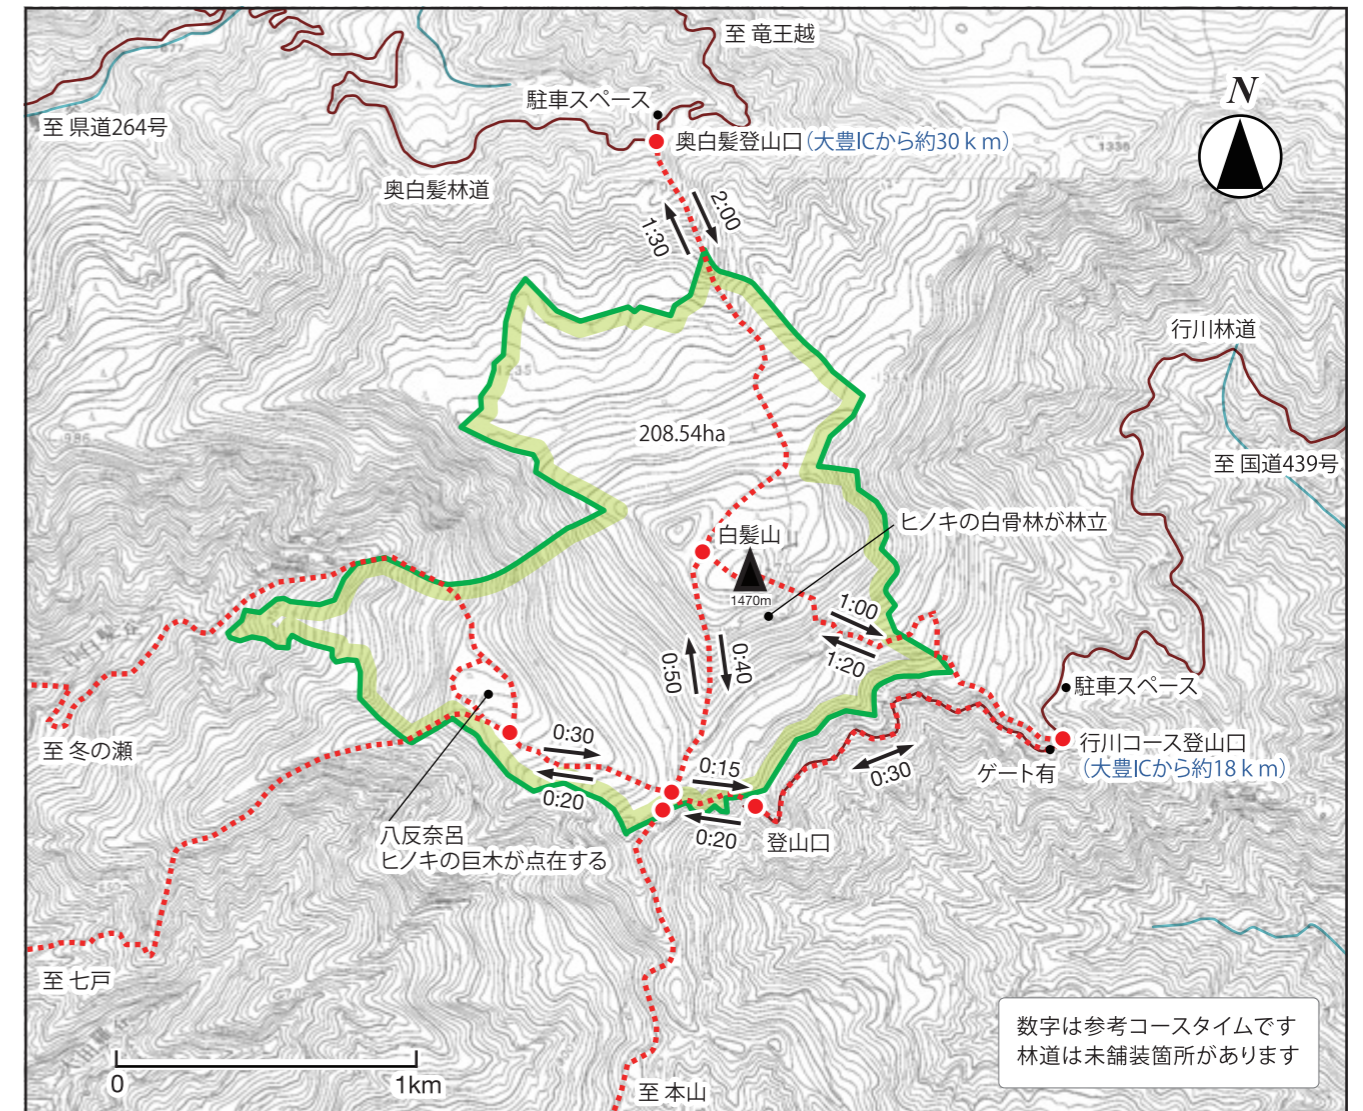 至 竜王越
677
駐車スペース
N
至 県道264号
奥白髪登山口(大豊ICから約30ｋｍ)
1336
奥白髪林道
2:00
1:30
行川林道
1235
208.54ha
986
至 国道439号
ヒノキの白骨林が林立
白髪山
1470m
1:00
1:20
0:50
0:40
駐車スペース
至 冬の瀬
0:30
行川コース登山口
(大豊ICから約18ｋｍ)
ゲート有
0:15
0:30
0:20
0:20
登山口
八反奈呂
ヒノキの巨木が点在する
至 七戸
数字は参考コースタイムです
林道は未舗装箇所があります
0
1km
至 本山